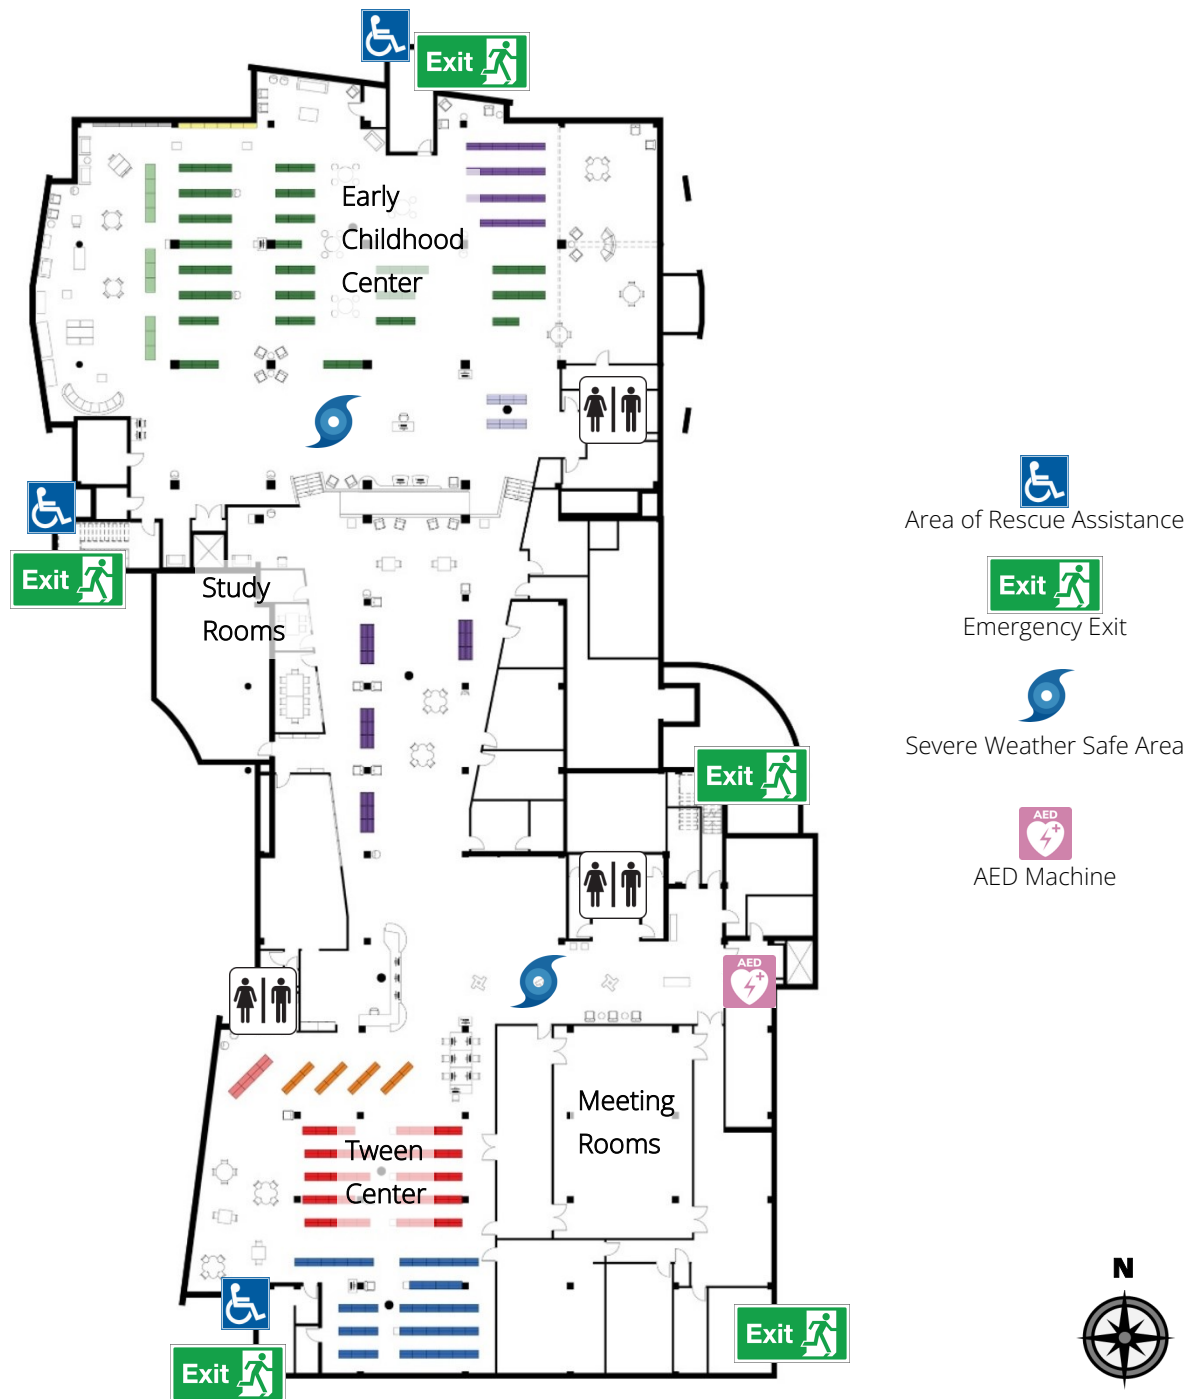 Exit
Early
Childhood
Center
Area of Rescue Assistance
Exit
Exit
Emergency Exit
Study
Rooms
Severe Weather Safe Area
Exit
AED
AED Machine
AED
Meeting
Rooms
Tween
Center
N
Exit
Exit